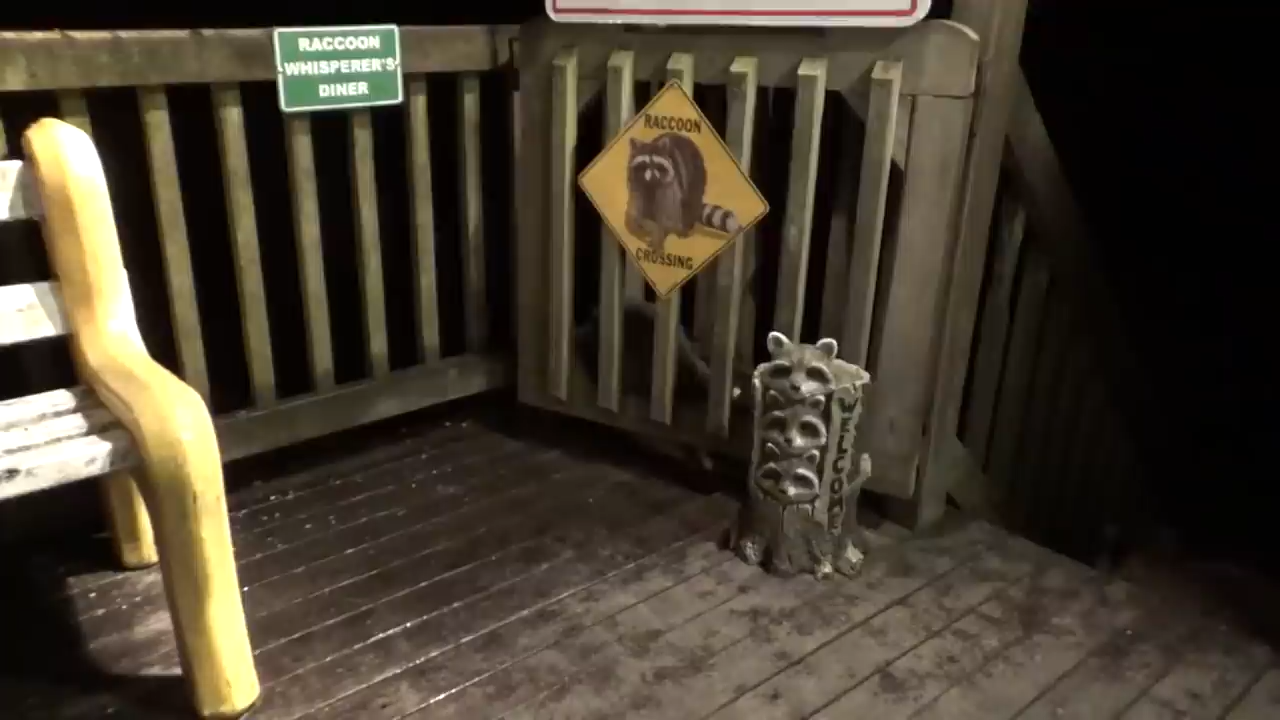 RACCOON
WHISPERER'S
DINER
RACCOON
CROSSING
WELCOME